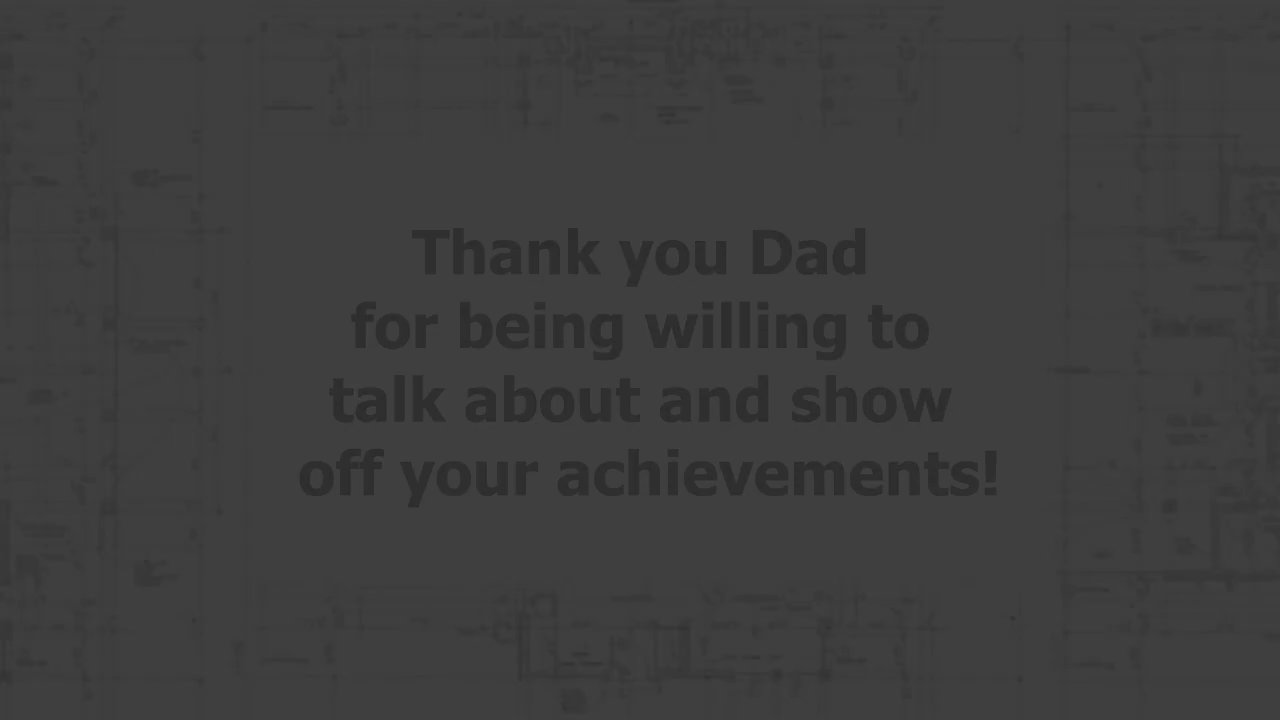 Thank you Dad
for being willing to
talk about and show
off your achievements!